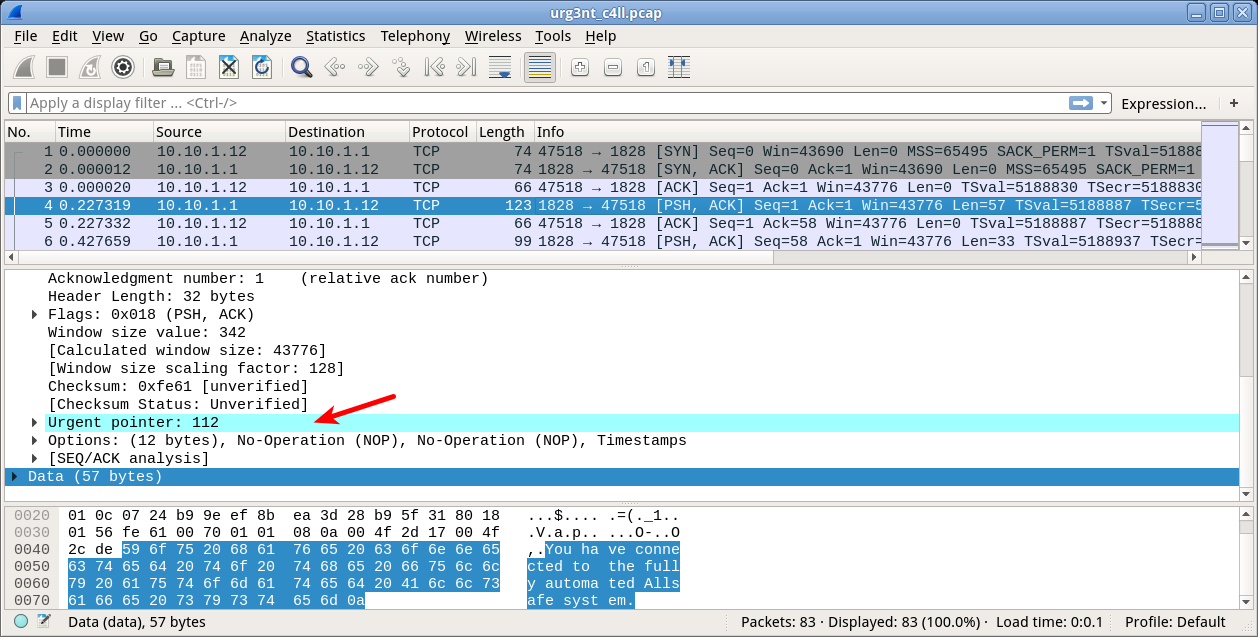 urg3nt_c4ll.pcap
File Edit View Go Capture Analyze Statistics Telephony Wireless Tools Help
Apply a display filter ... <Ctrl-/> Expression... +
No. Time Source Destination Protocol Length Info
1 0.000000 10.10.1.12 10.10.1.1 TCP 74 47518 → 1828 [SYN] Seq=0 Win=43690 Len=0 MSS=65495 SACK_PERM=1 TSval=51888
2 0.000012 10.10.1.1 10.10.1.12 TCP 74 1828 → 47518 [SYN, ACK] Seq=0 Ack=1 Win=43690 Len=0 MSS=65495 SACK_PERM=1
3 0.000020 10.10.1.12 10.10.1.1 TCP 66 47518 → 1828 [ACK] Seq=1 Ack=1 Win=43776 Len=0 TSval=5188830 TSecr=5188830
4 0.227319 10.10.1.1 10.10.1.12 TCP 123 1828 → 47518 [PSH, ACK] Seq=1 Ack=1 Win=43776 Len=57 TSval=5188887 TSecr=5
5 0.227332 10.10.1.12 10.10.1.1 TCP 66 47518 → 1828 [ACK] Seq=1 Ack=58 Win=43776 Len=0 TSval=5188887 TSecr=518888
6 0.427659 10.10.1.1 10.10.1.12 TCP 99 1828 → 47518 [PSH, ACK] Seq=58 Ack=1 Win=43776 Len=33 TSval=5188937 TSecr=
Acknowledgment number: 1 (relative ack number)
Header Length: 32 bytes
Flags: 0x018 (PSH, ACK)
Window size value: 342
[Calculated window size: 43776]
[Window size scaling factor: 128]
Checksum: 0xfe61 [unverified]
[Checksum Status: Unverified]
Urgent pointer: 112
Options: (12 bytes), No-Operation (NOP), No-Operation (NOP), Timestamps
[SEQ/ACK analysis]
Data (57 bytes)
0020 01 0c 07 24 b9 9e ef 8b ea 3d 28 b9 5f 31 80 18 ...$.... .=(._1..
0030 01 56 fe 61 00 70 01 01 08 0a 00 4f 2d 17 00 4f .V.a.p.. ...O-..O
0040 2c de 59 6f 75 20 68 61 76 65 20 63 6f 6e 6e 65 ,.You ha ve conne
0050 63 74 65 64 20 74 6f 20 74 68 65 20 66 75 6c 6c cted to  the full
0060 79 20 61 75 74 6f 6d 61 74 65 64 20 41 6c 6c 73 y automa ted Alls
0070 61 66 65 20 73 79 73 74 65 6d 0a afe syst em.
Data (data), 57 bytes Packets: 83 · Displayed: 83 (100.0%) · Load time: 0:0.1 Profile: Default